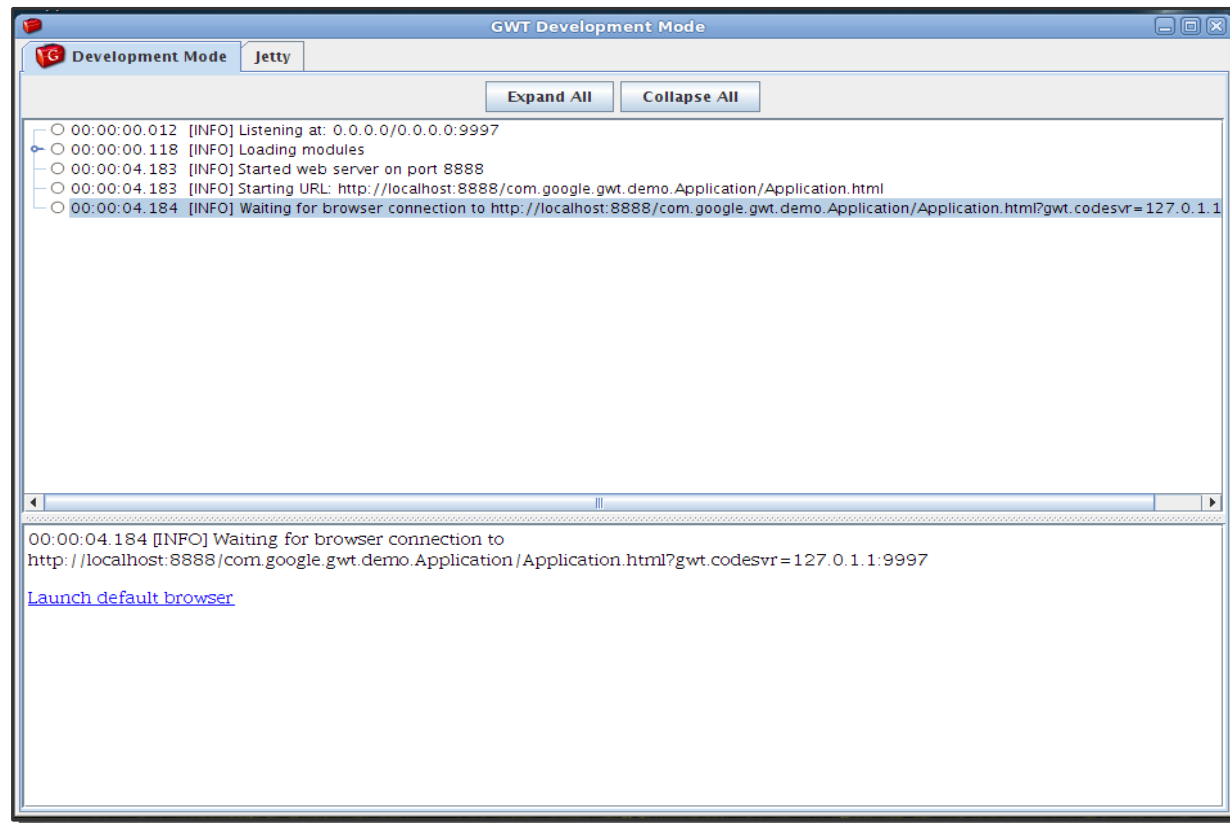 GWT Development Mode
Development Mode Jetty
Expand All Collapse All
00:00:00.012 [INFO] Listening at: 0.0.0.0/0.0.0.0:9997
00:00:00.118 [INFO] Loading modules
00:00:04.183 [INFO] Started web server on port 8888
00:00:04.183 [INFO] Starting URL: http://localhost:8888/com.google.gwt.demo.Application/Application.html
00:00:04.184 [INFO] Waiting for browser connection to http://localhost:8888/com.google.gwt.demo.Application/Application.html?gwt.codesvr=127.0.1.1
00:00:04.184 [INFO] Waiting for browser connection to
http://localhost:8888/com.google.gwt.demo.Application/Application.html?gwt.codesvr=127.0.1.1:9997
Launch default browser